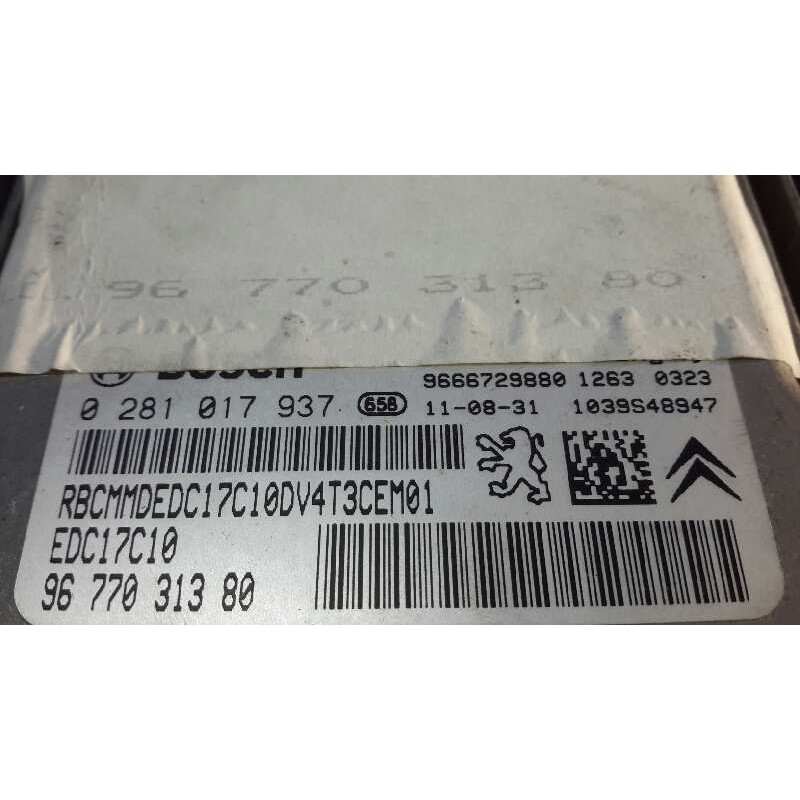 96 770 313 80
BOSCH
9666729880 1263 0323
0 281 017 937 658 11-08-31 1039S48947
RBCMMDEDC17C10DV4T3CEM01
EDC17C10
96 770 313 80